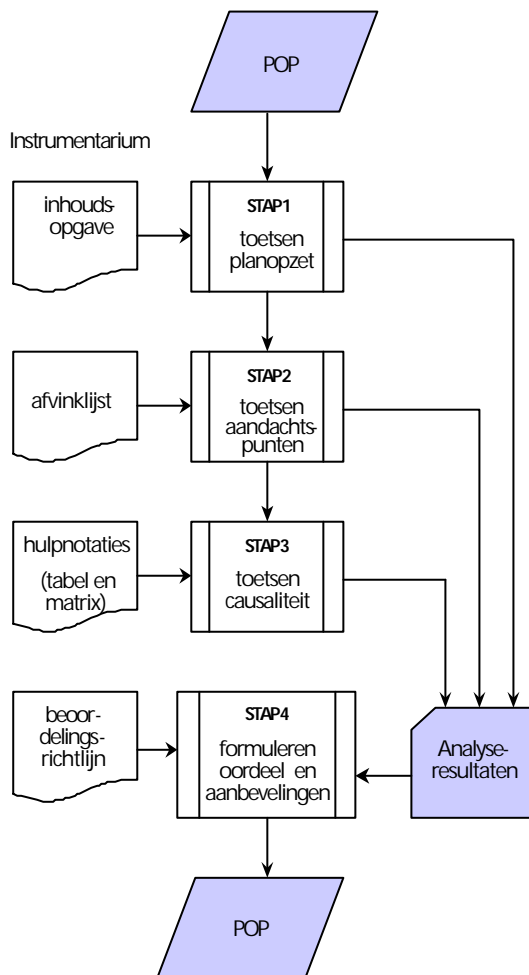 POP
Instrumentarium
inhouds-
opgave
STAP1
toetsen
planopzet
afvinklijst
STAP2
toetsen
aandachts-
punten
hulpnotaties
(tabel en
matrix)
STAP3
toetsen
causaliteit
beoor-
delings-
richtlijn
STAP4
formuleren
oordeel en
aanbevelingen
Analyse-
resultaten
POP